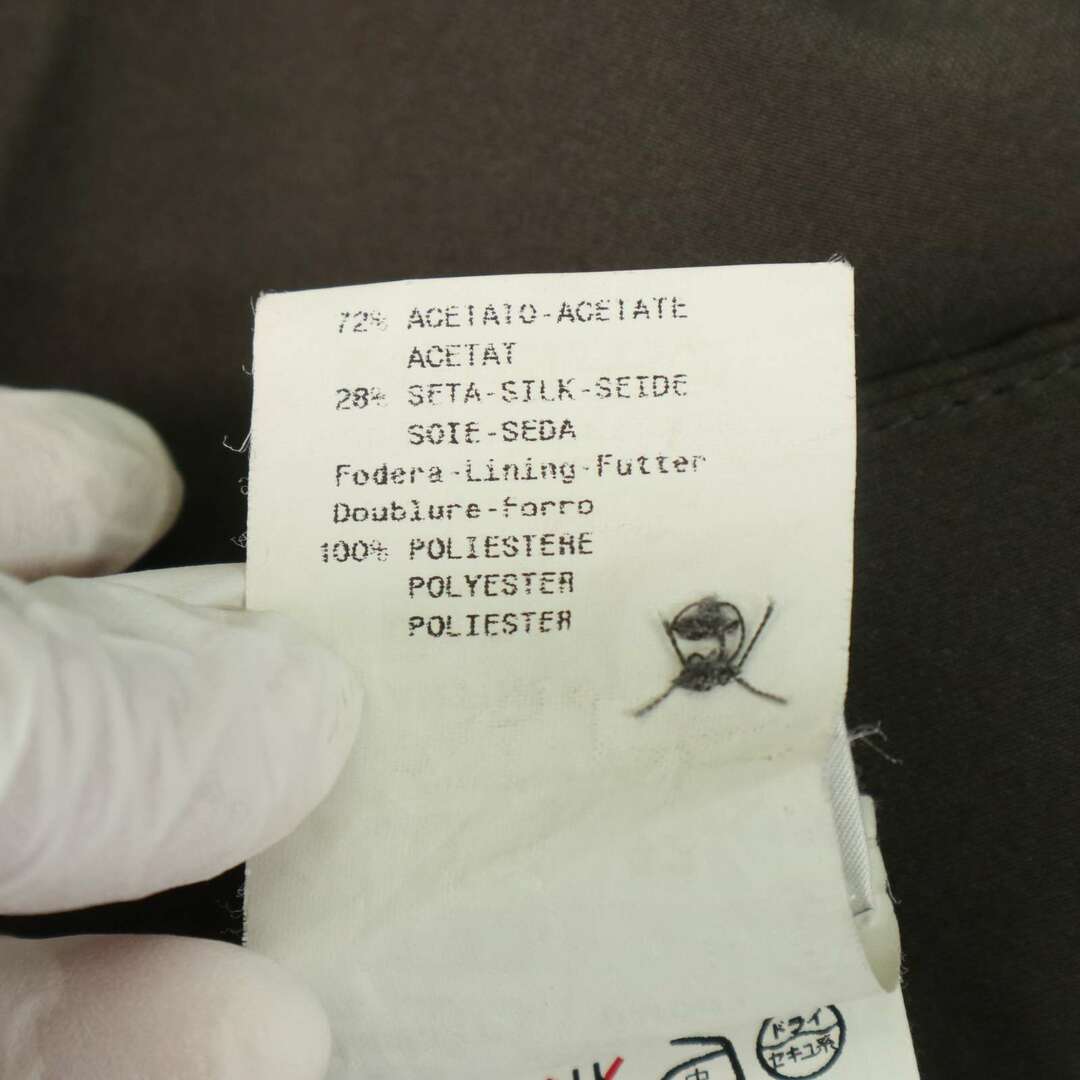 72% ACETATO-ACETATE
ACETAT
28% SETA-SILK-SEIDE
SOIE-SEDA
Fodera-Lining-Futter
Doublure-forro
100% POLIESTERE
POLYESTER
POLIESTER
ドライ
セキユ系
中